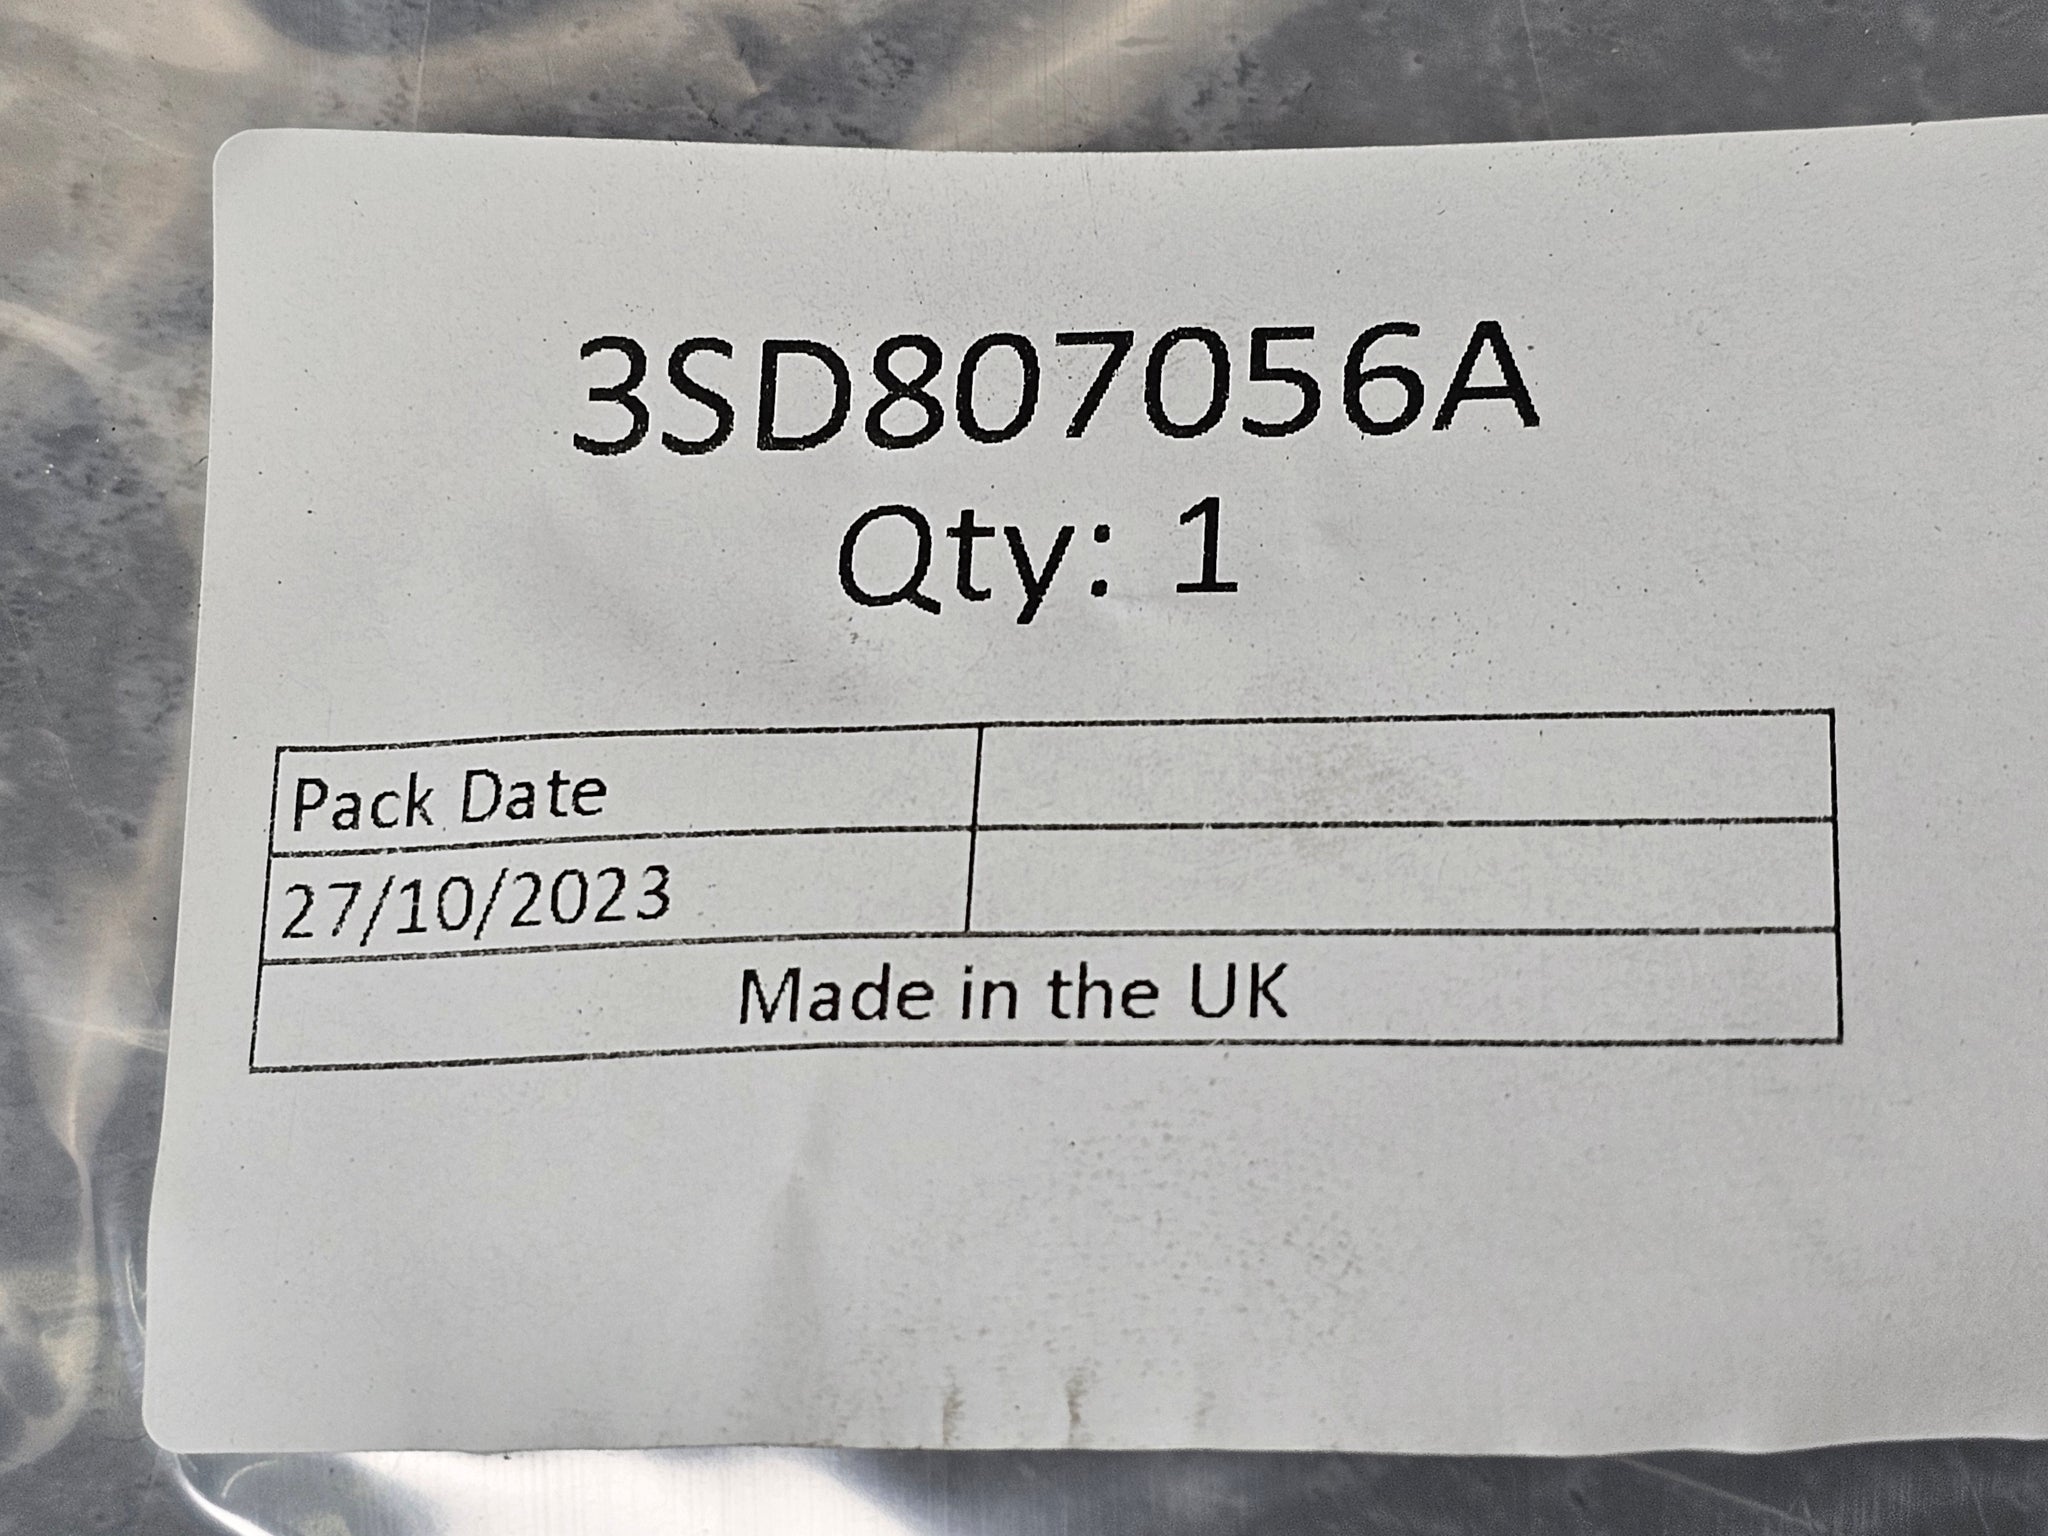 3SD807056A
Qty: 1
Pack Date
27/10/2023
Made in the UK